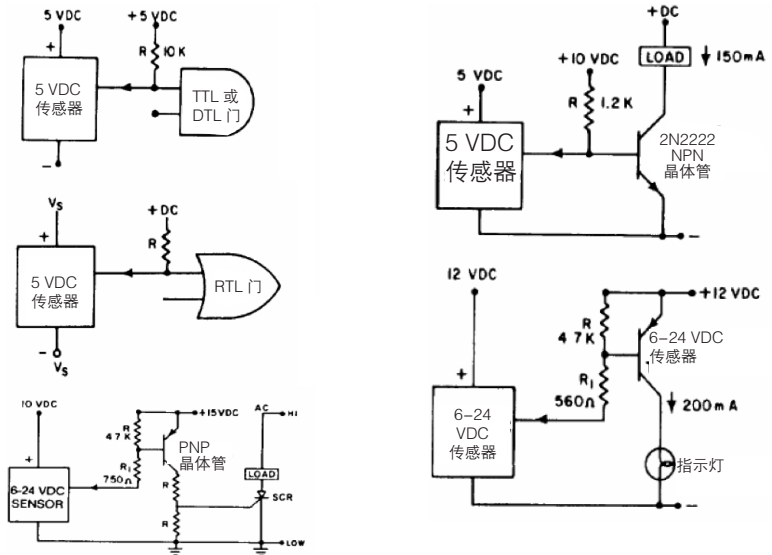 5 VDC
+5 VDC
+
R
10 K
5 VDC
传感器
TTL 或
DTL 门
−
Vs
+DC
+
R
5 VDC
传感器
RTL 门
−
Vs
10 VDC
+15VDC
AC
HI
R
4 7 K
PNP
晶体管
+
R1
750Ω
LOAD
6-24 VDC
SENSOR
R
SCR
R
LOW
+DC
LOAD
150mA
5 VDC
+10 VDC
+
R
1.2 K
5 VDC
传感器
2N2222
NPN
晶体管
−
12 VDC
+12 VDC
R
4 7K
6–24 VDC
传感器
+
R1
560Ω
200mA
6–24
VDC
传感器
指示灯
−